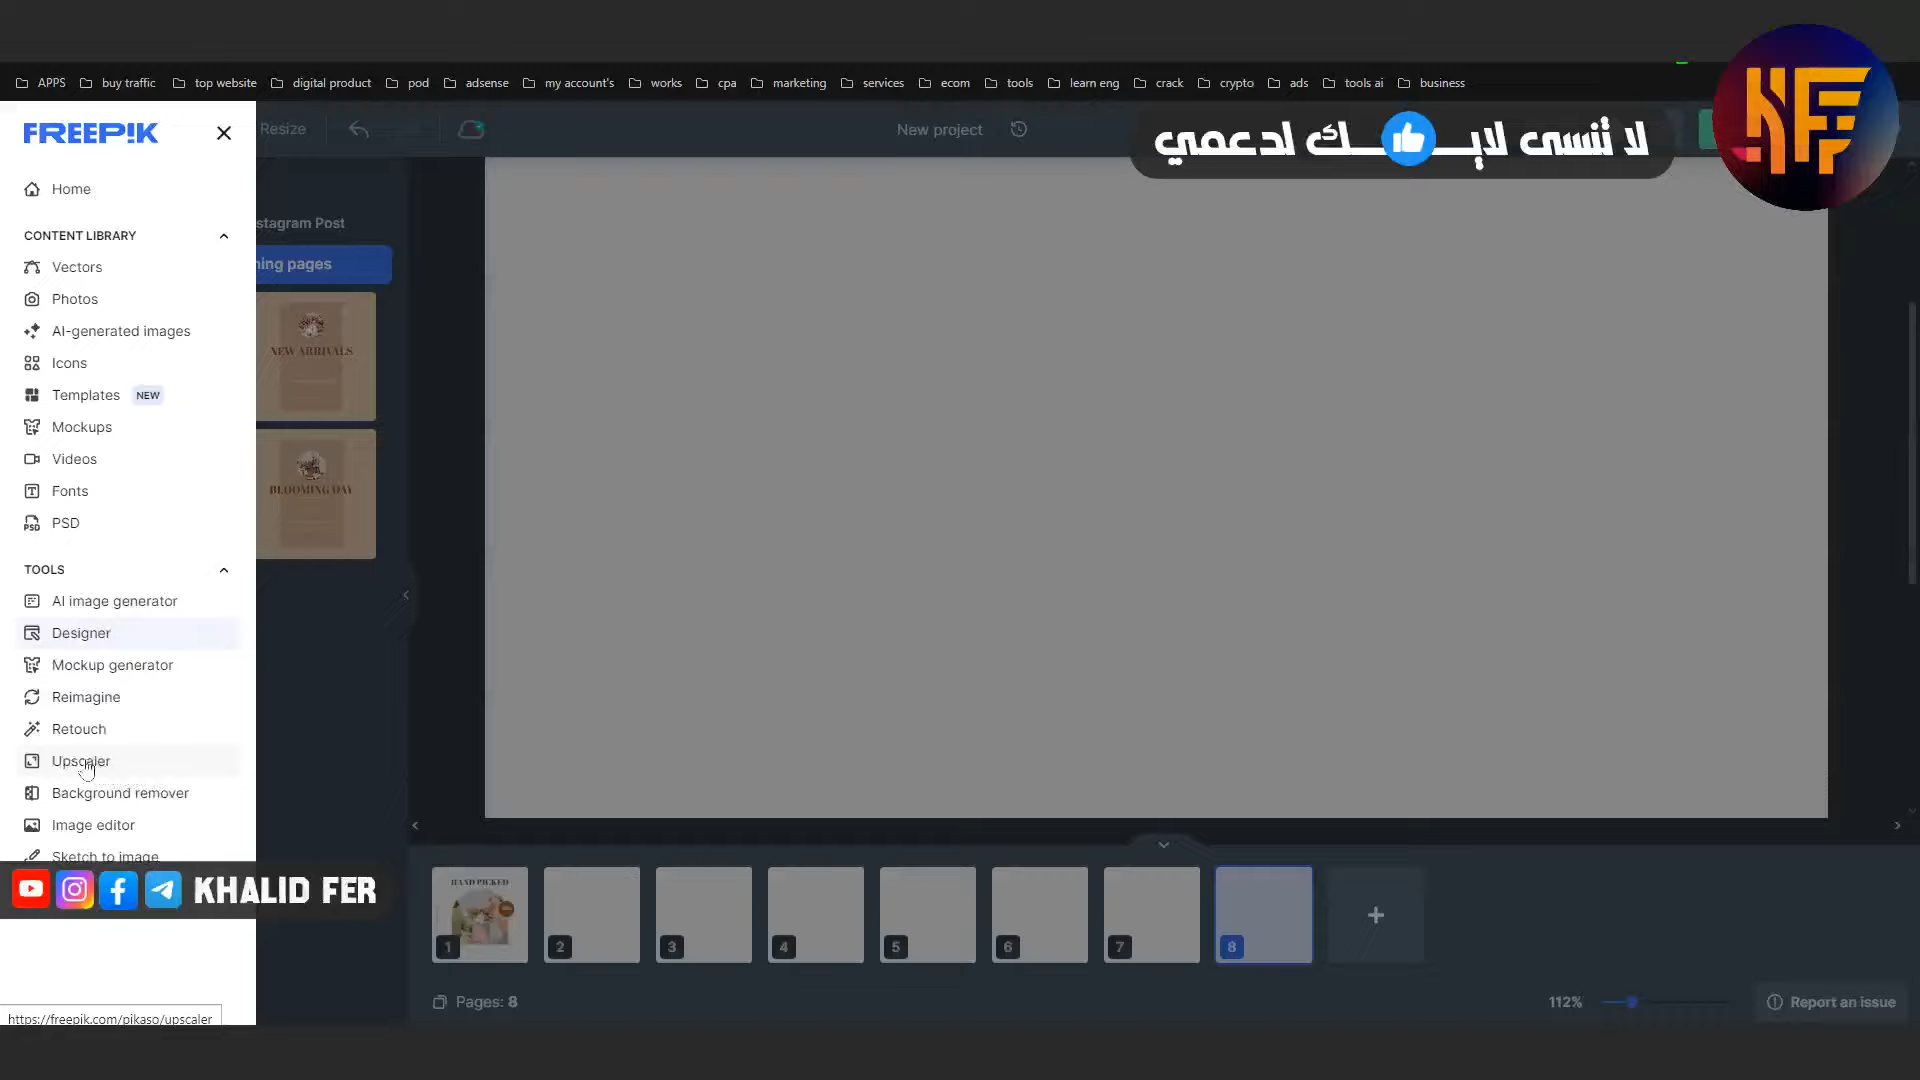 APPS buy traffic top website digital product pod adsense my account's works cpa marketing services ecom tools learn eng crack crypto ads tools ai business
FREEPIK
Resize
New project
لا تنسى لايـــك لدعمي
KF
Home
CONTENT LIBRARY
Vectors
Photos
AI-generated images
Icons
Templates NEW
Mockups
Videos
Fonts
PSD
TOOLS
AI image generator
Designer
Mockup generator
Reimagine
Retouch
Upscaler
Background remover
Image editor
Sketch to image
KHALID FER
https://freepik.com/pikaso/upscaler
stagram Post
ning pages
NEW ARRIVALS
BLOOMING DAY
HAND PICKED
1 2 3 4 5 6 7 8
Pages: 8
112%
Report an issue